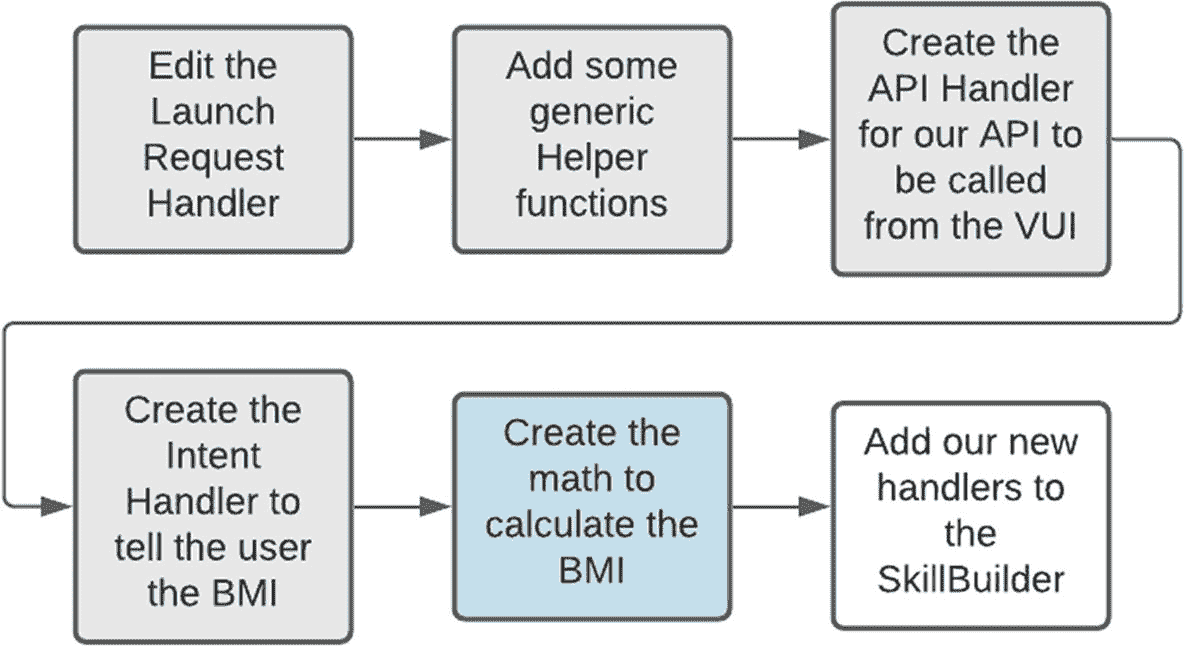 Edit the
Launch
Request
Handler
Add some
generic
Helper
functions
Create the
API Handler
for our API to
be called
from the VUI
Create the
Intent
Handler to
tell the user
the BMI
Create the
math to
calculate the
BMI
Add our new
handlers to
the
SkillBuilder